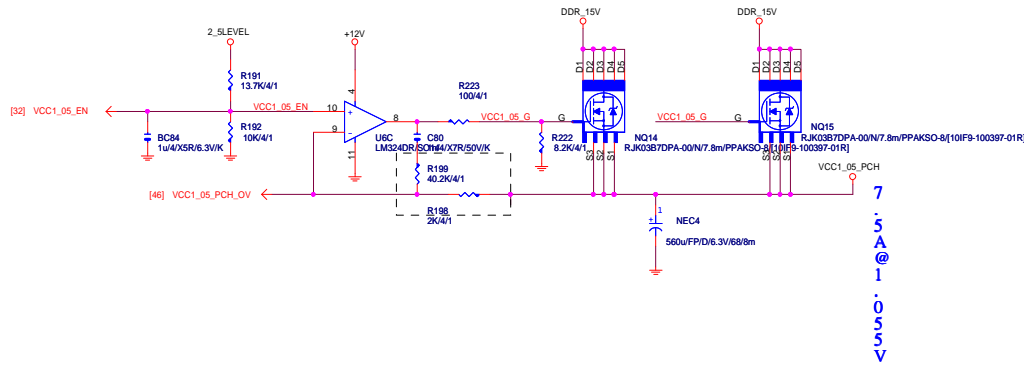 DDR_15V
DDR_15V
2_5LEVEL
+12V
R191
13.7K/4/1
D1
D2
D3
D4
D5
D1
D2
D3
D4
D5
R223
100/4/1
[32] VCC1_05_EN
VCC1_05_EN
10
+
4
8
VCC1_05_G
G
VCC1_05_G
G
9
-
11
BC84
1u/4/X5R/6.3V/K
R192
10K/4/1
U6C
LM324DR/SO14
C80
1n/4/X7R/50V/K
R222
8.2K/4/1
NQ14
RJK03B7DPA-00/N/7.8m/PPAKSO-8/[10IF9-100397-01R]
NQ15
RJK03B7DPA-00/N/7.8m/PPAKSO-8/[10IF9-100397-01R]
S3
S2
S1
S3
S2
S1
R199
40.2K/4/1
VCC1_05_PCH
[46] VCC1_05_PCH_OV
R198
2K/4/1
1
+
NEC4
560u/FP/D/6.3V/68/8m
7.5A@1.055V